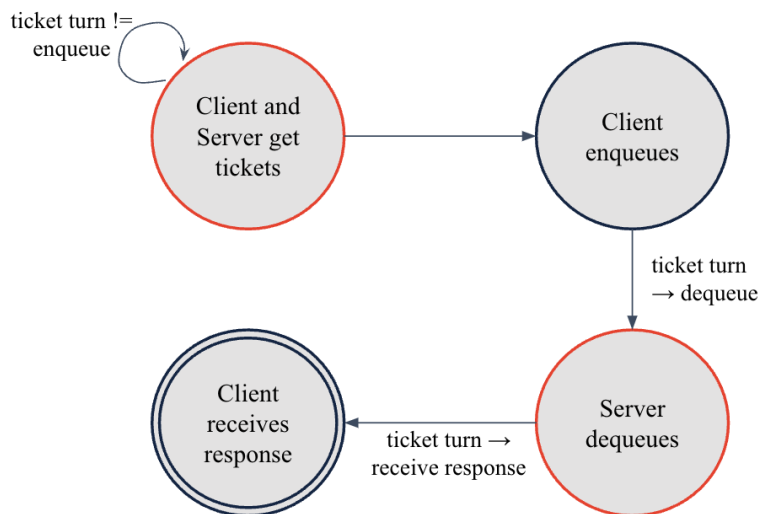 ticket turn !=
enqueue
Client and
Server get
tickets
Client
enqueues
ticket turn
→ dequeue
Client
receives
response
ticket turn →
receive response
Server
dequeues